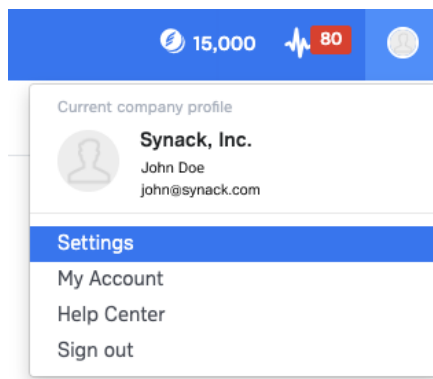 15,000
80
Current company profile
Synack, Inc.
John Doe
john@synack.com
Settings
My Account
Help Center
Sign out